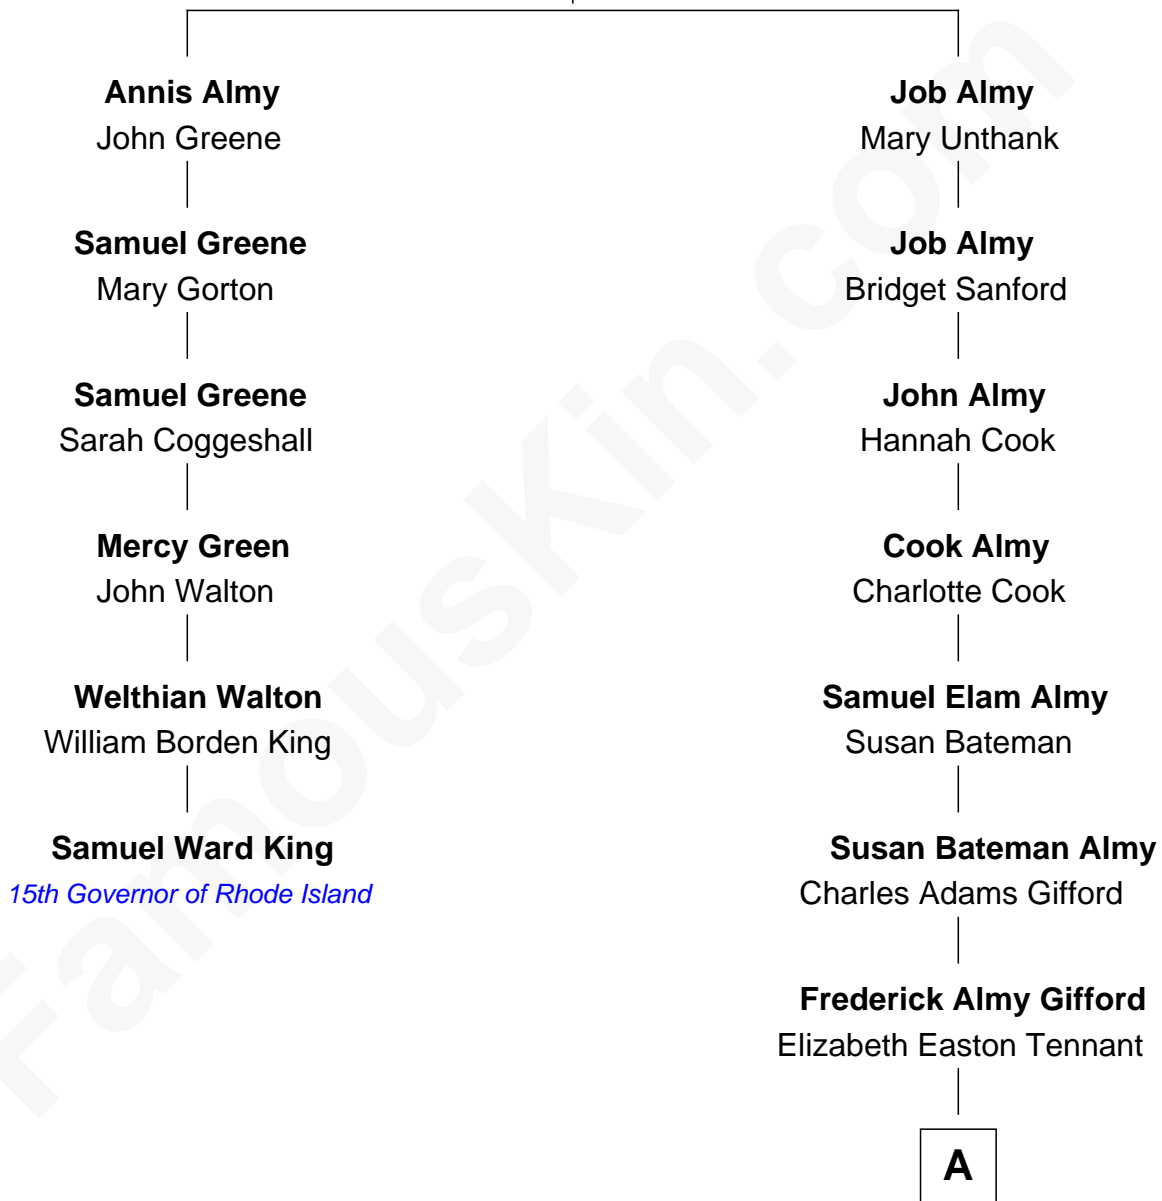 Annis Almy
John Greene
Samuel Greene
Mary Gorton
Samuel Greene
Sarah Coggeshall
Mercy Green
John Walton
Welthian Walton
William Borden King
Samuel Ward King
15th Governor of Rhode Island
Job Almy
Mary Unthank
Job Almy
Bridget Sanford
John Almy
Hannah Cook
Cook Almy
Charlotte Cook
Samuel Elam Almy
Susan Bateman
Susan Bateman Almy
Charles Adams Gifford
Frederick Almy Gifford
Elizabeth Easton Tennant
A
FamousKin.com